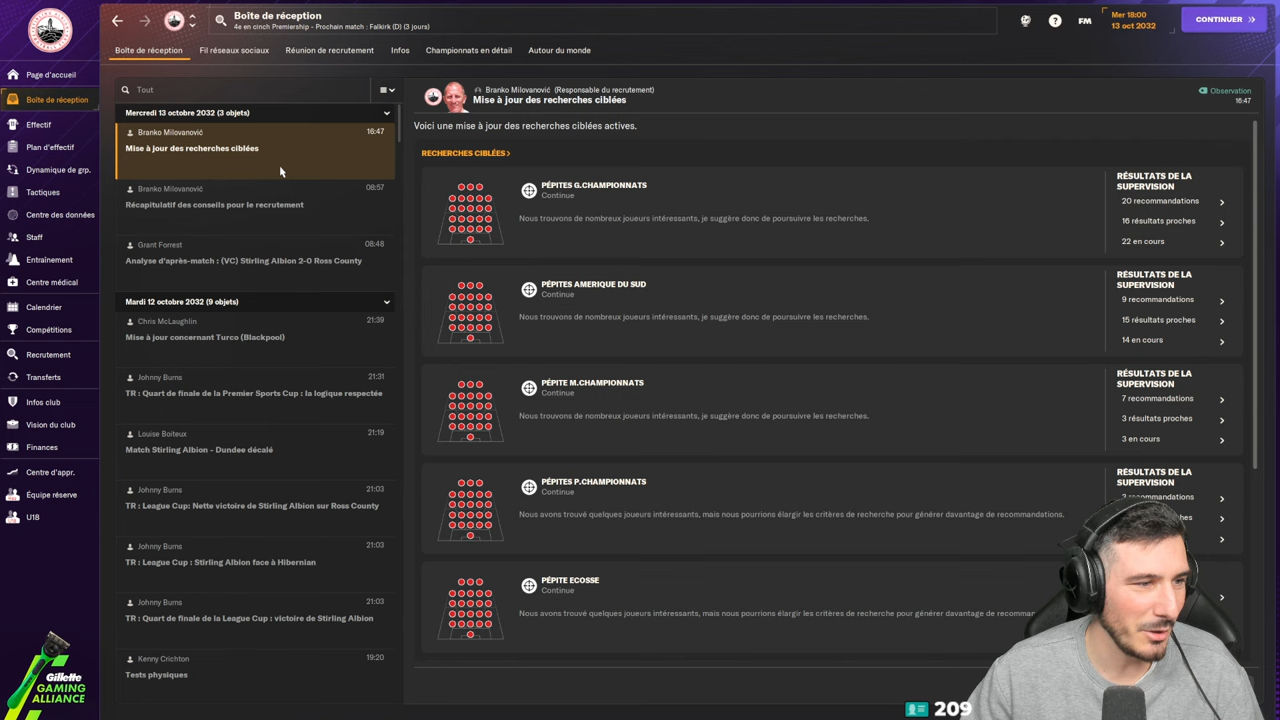 Boîte de réception
4e en cinch Premiership - Prochain match : Falkirk (D) (3 jours)
FM
Mer 18:00
13 oct 2032
CONTINUER
Boîte de réception
Fil réseaux sociaux
Réunion de recrutement
Infos
Championnats en détail
Autour du monde
Page d'accueil
Boîte de réception
Effectif
Plan d'effectif
Dynamique de grp.
Tactiques
Centre des données
Staff
Entraînement
Centre médical
Calendrier
Compétitions
Recrutement
Transferts
Infos club
Vision du club
Finances
Centre d'appr.
Équipe réserve
U18
Gillette
GAMING
ALLIANCE
Tout
Mercredi 13 octobre 2032 (3 objets)
Branko Milovanović
16:47
Mise à jour des recherches ciblées
Branko Milovanović
08:57
Récapitulatif des conseils pour le recrutement
Grant Forrest
08:48
Analyse d'après-match : (VC) Stirling Albion 2-0 Ross County
Mardi 12 octobre 2032 (9 objets)
Chris McLaughlin
21:39
Mise à jour concernant Turco (Blackpool)
Johnny Burns
21:31
TR : Quart de finale de la Premier Sports Cup : la logique respectée
Louise Boiteux
21:19
Match Stirling Albion - Dundee décalé
Johnny Burns
21:03
TR : League Cup: Nette victoire de Stirling Albion sur Ross County
Johnny Burns
21:03
TR : League Cup : Stirling Albion face à Hibernian
Johnny Burns
21:03
TR : Quart de finale de la League Cup : victoire de Stirling Albion
Kenny Crichton
19:20
Tests physiques
Branko Milovanović (Responsable du recrutement)
Mise à jour des recherches ciblées
Observation
16:47
Voici une mise à jour des recherches ciblées actives.
RECHERCHES CIBLÉES
PÉPITES G.CHAMPIONNATS
Continue
Nous trouvons de nombreux joueurs intéressants, je suggère donc de poursuivre les recherches.
RÉSULTATS DE LA
SUPERVISION
20 recommandations
16 résultats proches
22 en cours
PÉPITES AMERIQUE DU SUD
Continue
Nous trouvons de nombreux joueurs intéressants, je suggère donc de poursuivre les recherches.
RÉSULTATS DE LA
SUPERVISION
9 recommandations
15 résultats proches
14 en cours
PÉPITE M.CHAMPIONNATS
Continue
Nous trouvons de nombreux joueurs intéressants, je suggère donc de poursuivre les recherches.
RÉSULTATS DE LA
SUPERVISION
7 recommandations
3 résultats proches
3 en cours
PÉPITES P.CHAMPIONNATS
Continue
Nous avons trouvé quelques joueurs intéressants, mais nous pourrions élargir les critères de recherche pour générer davantage de recommandations.
RÉSULTATS DE LA
SUPERVISION
recommandations
PÉPITE ECOSSE
Continue
Nous avons trouvé quelques joueurs intéressants, mais nous pourrions élargir les critères de recherche pour générer davantage de
209